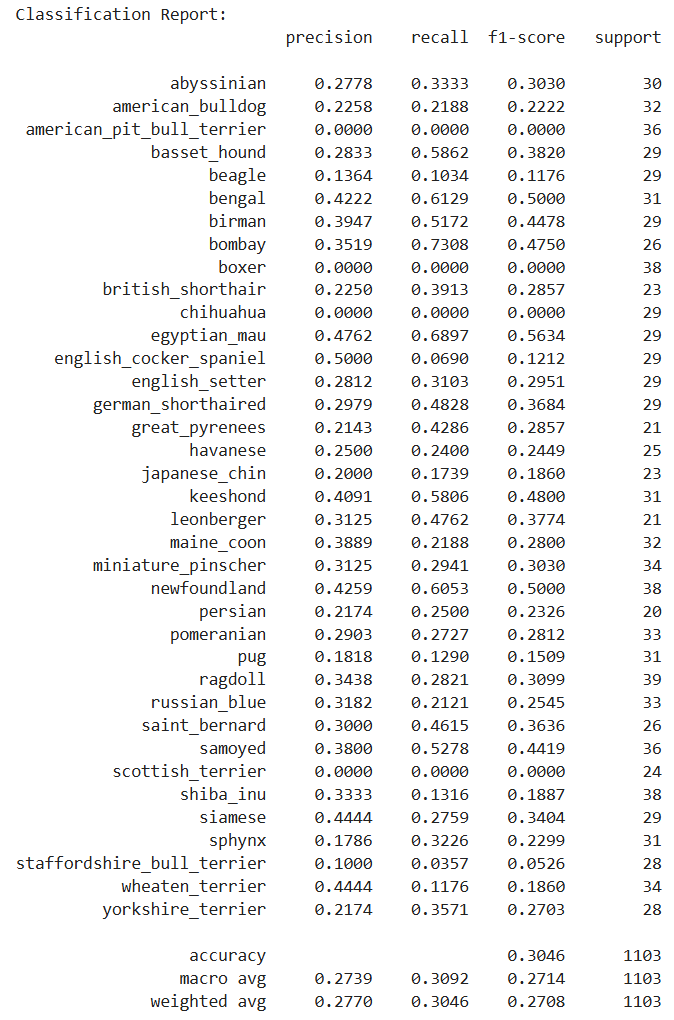 Classification Report:
precision recall f1-score support
abyssinian 0.2778 0.3333 0.3030 30
american_bulldog 0.2258 0.2188 0.2222 32
american_pit_bull_terrier 0.0000 0.0000 0.0000 36
basset_hound 0.2833 0.5862 0.3820 29
beagle 0.1364 0.1034 0.1176 29
bengal 0.4222 0.6129 0.5000 31
birman 0.3947 0.5172 0.4478 29
bombay 0.3519 0.7308 0.4750 26
boxer 0.0000 0.0000 0.0000 38
british_shorthair 0.2250 0.3913 0.2857 23
chihuahua 0.0000 0.0000 0.0000 29
egyptian_mau 0.4762 0.6897 0.5634 29
english_cocker_spaniel 0.5000 0.0690 0.1212 29
english_setter 0.2812 0.3103 0.2951 29
german_shorthaired 0.2979 0.4828 0.3684 29
great_pyrenees 0.2143 0.4286 0.2857 21
havanese 0.2500 0.2400 0.2449 25
japanese_chin 0.2000 0.1739 0.1860 23
keeshond 0.4091 0.5806 0.4800 31
leonberger 0.3125 0.4762 0.3774 21
maine_coon 0.3889 0.2188 0.2800 32
miniature_pinscher 0.3125 0.2941 0.3030 34
newfoundland 0.4259 0.6053 0.5000 38
persian 0.2174 0.2500 0.2326 20
pomeranian 0.2903 0.2727 0.2812 33
pug 0.1818 0.1290 0.1509 31
ragdoll 0.3438 0.2821 0.3099 39
russian_blue 0.3182 0.2121 0.2545 33
saint_bernard 0.3000 0.4615 0.3636 26
samoyed 0.3800 0.5278 0.4419 36
scottish_terrier 0.0000 0.0000 0.0000 24
shiba_inu 0.3333 0.1316 0.1887 38
siamese 0.4444 0.2759 0.3404 29
sphynx 0.1786 0.3226 0.2299 31
staffordshire_bull_terrier 0.1000 0.0357 0.0526 28
wheaten_terrier 0.4444 0.1176 0.1860 34
yorkshire_terrier 0.2174 0.3571 0.2703 28
accuracy 0.3046 1103
macro avg 0.2739 0.3092 0.2714 1103
weighted avg 0.2770 0.3046 0.2708 1103